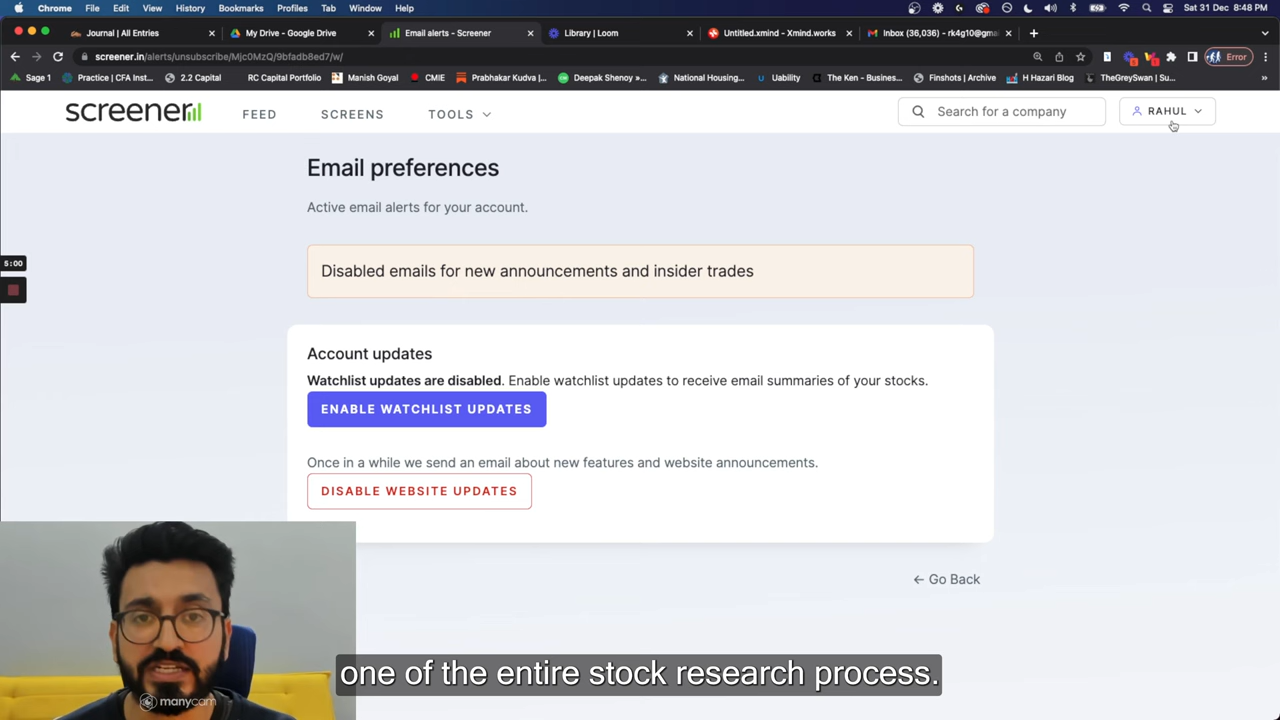 Chrome File Edit View History Bookmarks Profiles Tab Window Help Sat 31 Dec 8:48 PM
Journal | All Entries × My Drive - Google Drive × Email alerts - Screener × Library | Loom × Untitled.xmind - Xmind.works × Inbox (36,036) - rk4g10@gmail. × +
screener.in/alerts/unsubscribe/Mjc0MzQ/9bfadb8ed7/w/ Error
Sage 1 Practice | CFA Inst... 2.2 Capital RC Capital Portfolio Manish Goyal CMIE Prabhakar Kudva |... Deepak Shenoy »... National Housing... Uability The Ken - Busines... Finshots | Archive H Hazari Blog TheGreySwan | Su... »
screener FEED SCREENS TOOLS Search for a company RAHUL
Email preferences
Active email alerts for your account.
5:00
Disabled emails for new announcements and insider trades
Account updates
Watchlist updates are disabled. Enable watchlist updates to receive email summaries of your stocks.
ENABLE WATCHLIST UPDATES
Once in a while we send an email about new features and website announcements.
DISABLE WEBSITE UPDATES
← Go Back
one of the entire stock research process.
manycam